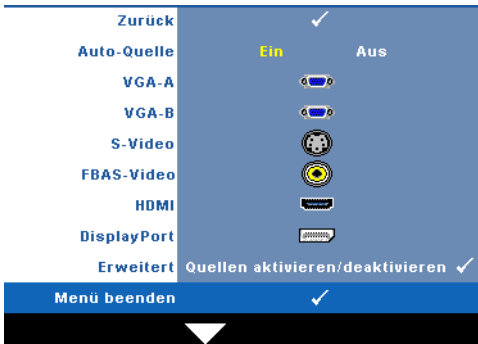 Zurück
Auto-Quelle Ein Aus
VGA-A
VGA-B
S-Video
FBAS-Video
HDMI
DisplayPort
Erweitert Quellen aktivieren/deaktivieren
Menü beenden